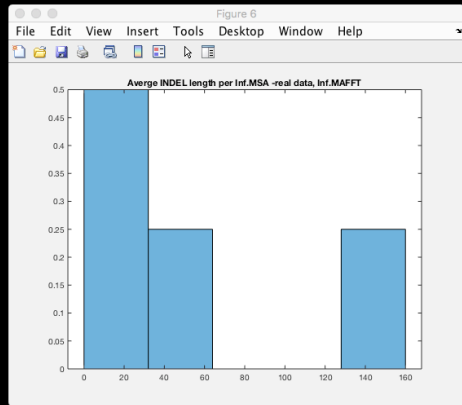 Figure 6
File Edit View Insert Tools Desktop Window Help
Averge INDEL length per Inf.MSA -real data, Inf.MAFFT
0.5
0.45
0.4
0.35
0.3
0.25
0.2
0.15
0.1
0.05
0
0 20 40 60 80 100 120 140 160